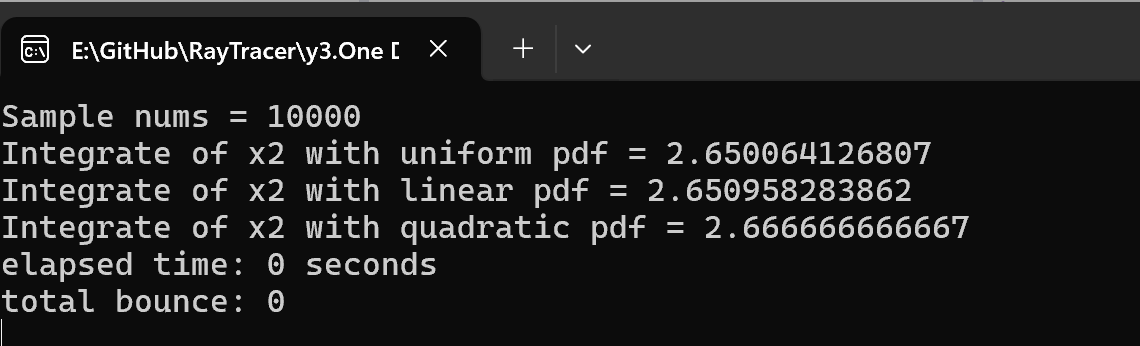 E:\GitHub\RayTracer\y3.One D
Sample nums = 10000
Integrate of x2 with uniform pdf = 2.650064126807
Integrate of x2 with linear pdf = 2.650958283862
Integrate of x2 with quadratic pdf = 2.666666666667
elapsed time: 0 seconds
total bounce: 0